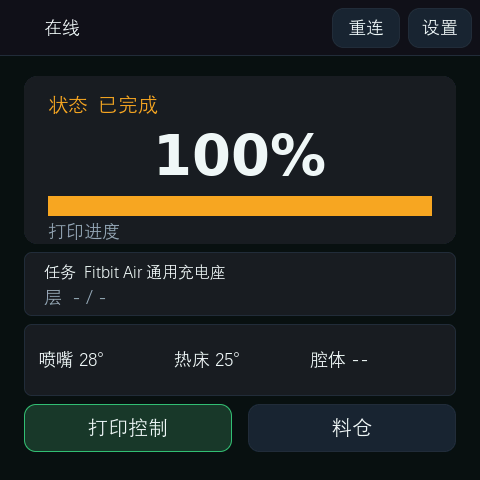 在线 重连 设置
状态 已完成
100%
打印进度
任务 Fitbit Air 通用充电座
层 - / -
喷嘴 28° 热床 25° 腔体 --
打印控制 料仓